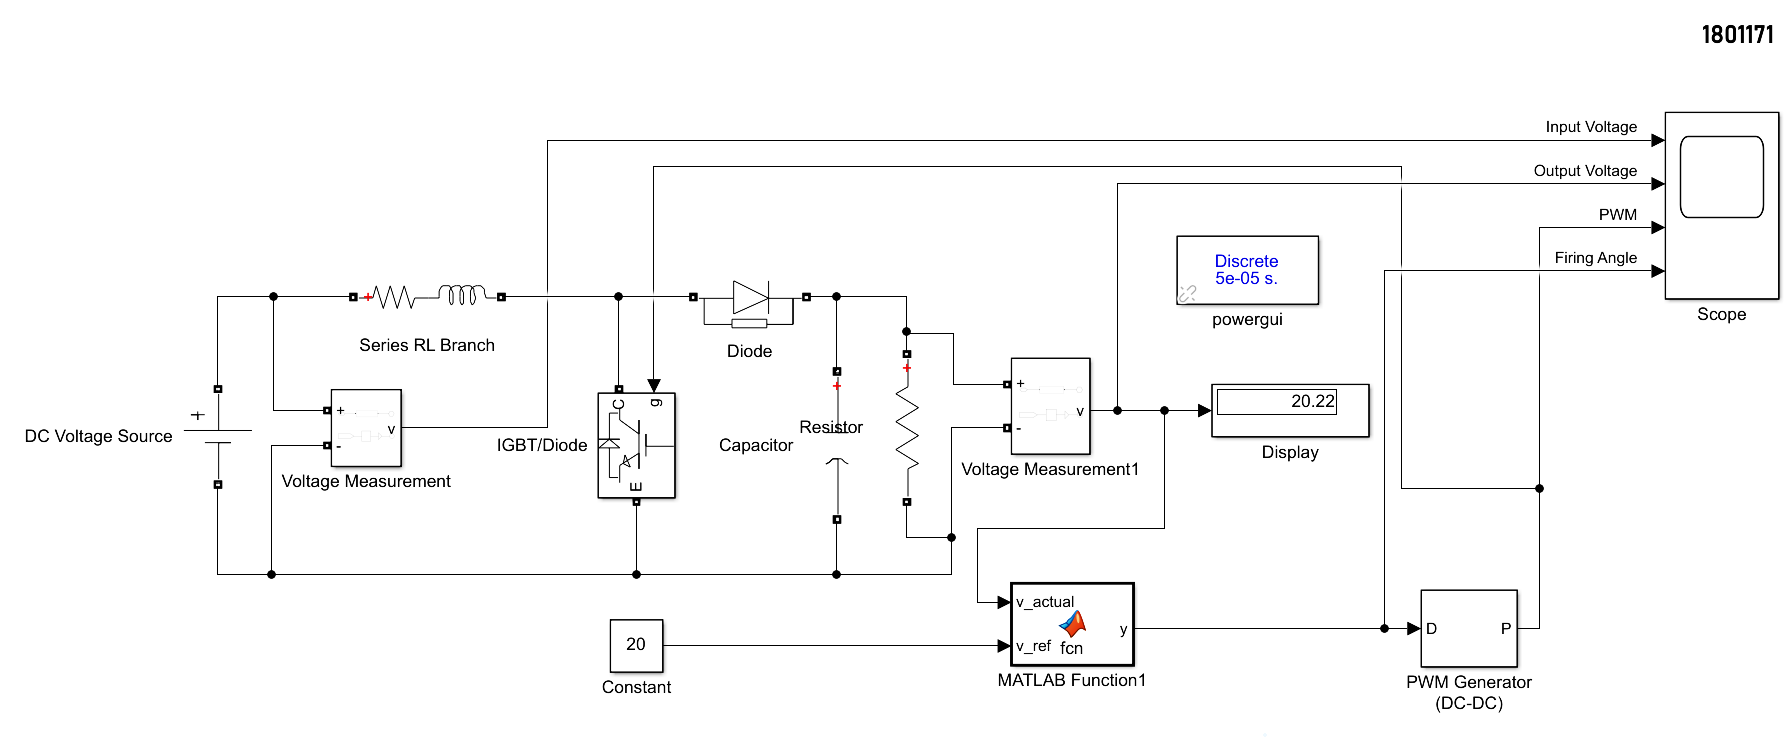 1801171
Input Voltage
Output Voltage
PWM
Firing Angle
Scope
Discrete
5e-05 s.
powergui
Series RL Branch
Diode
DC Voltage Source
+
-
v
Voltage Measurement
IGBT/Diode
C
g
E
Capacitor
Resistor
+
-
v
Voltage Measurement1
20.22
Display
20
Constant
v_actual
v_ref
fcn
y
MATLAB Function1
D
P
PWM Generator
(DC-DC)